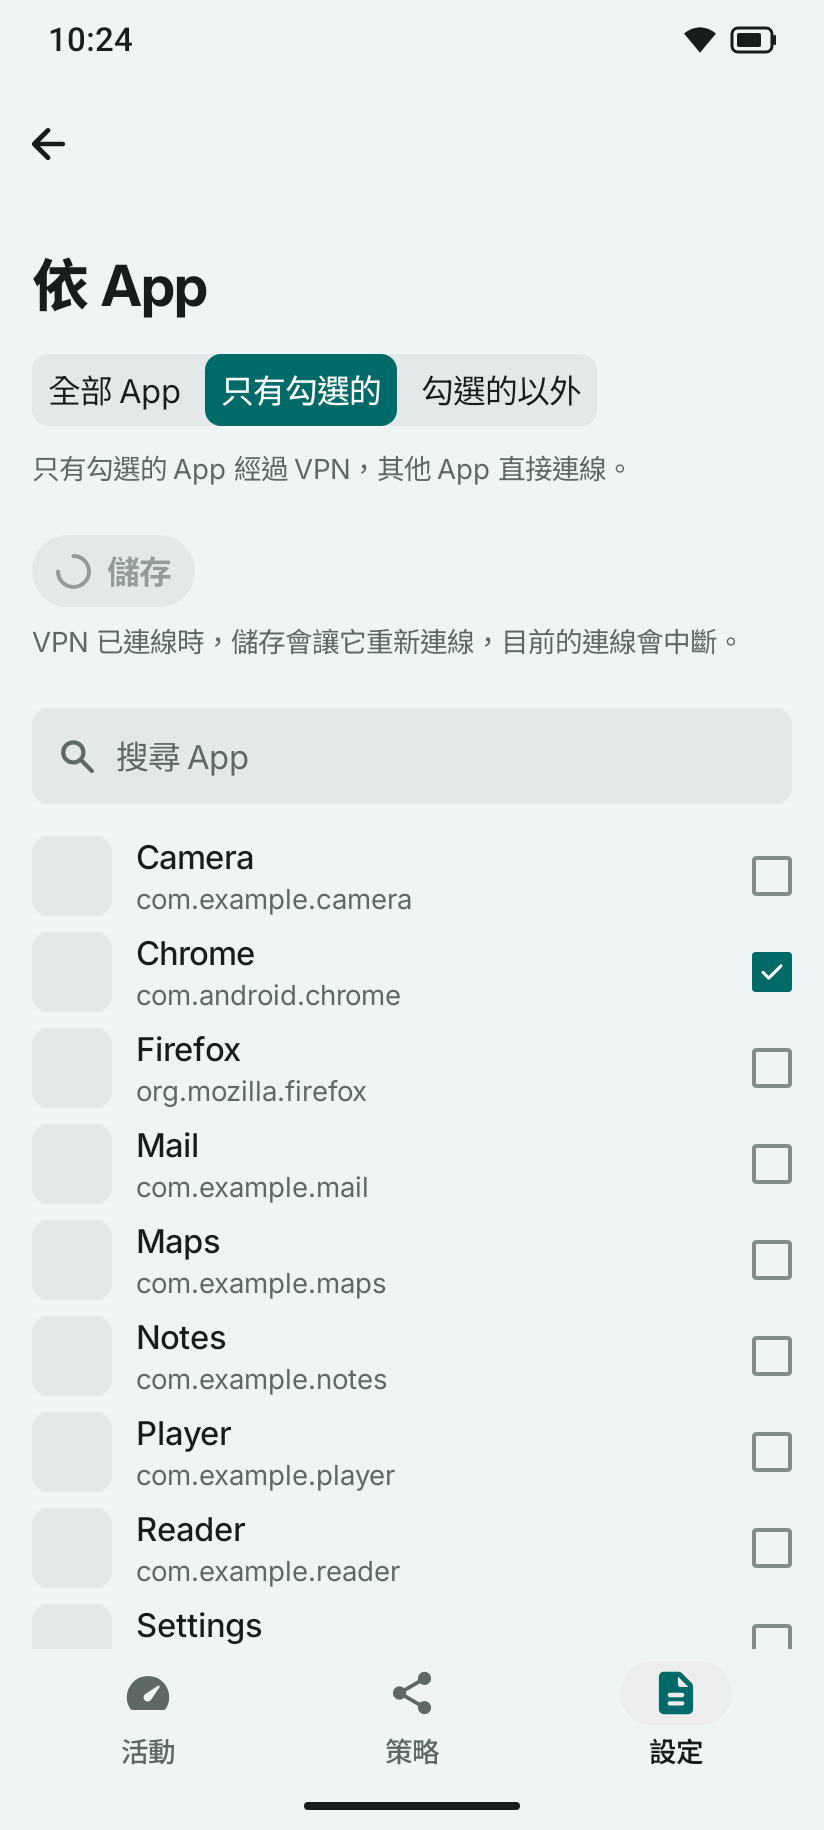 10:24
依 App
全部 App
只有勾選的
勾選的以外
只有勾選的 App 經過 VPN，其他 App 直接連線。
儲存
VPN 已連線時，儲存會讓它重新連線，目前的連線會中斷。
搜尋 App
Camera
com.example.camera
Chrome
com.android.chrome
Firefox
org.mozilla.firefox
Mail
com.example.mail
Maps
com.example.maps
Notes
com.example.notes
Player
com.example.player
Reader
com.example.reader
Settings
活動
策略
設定